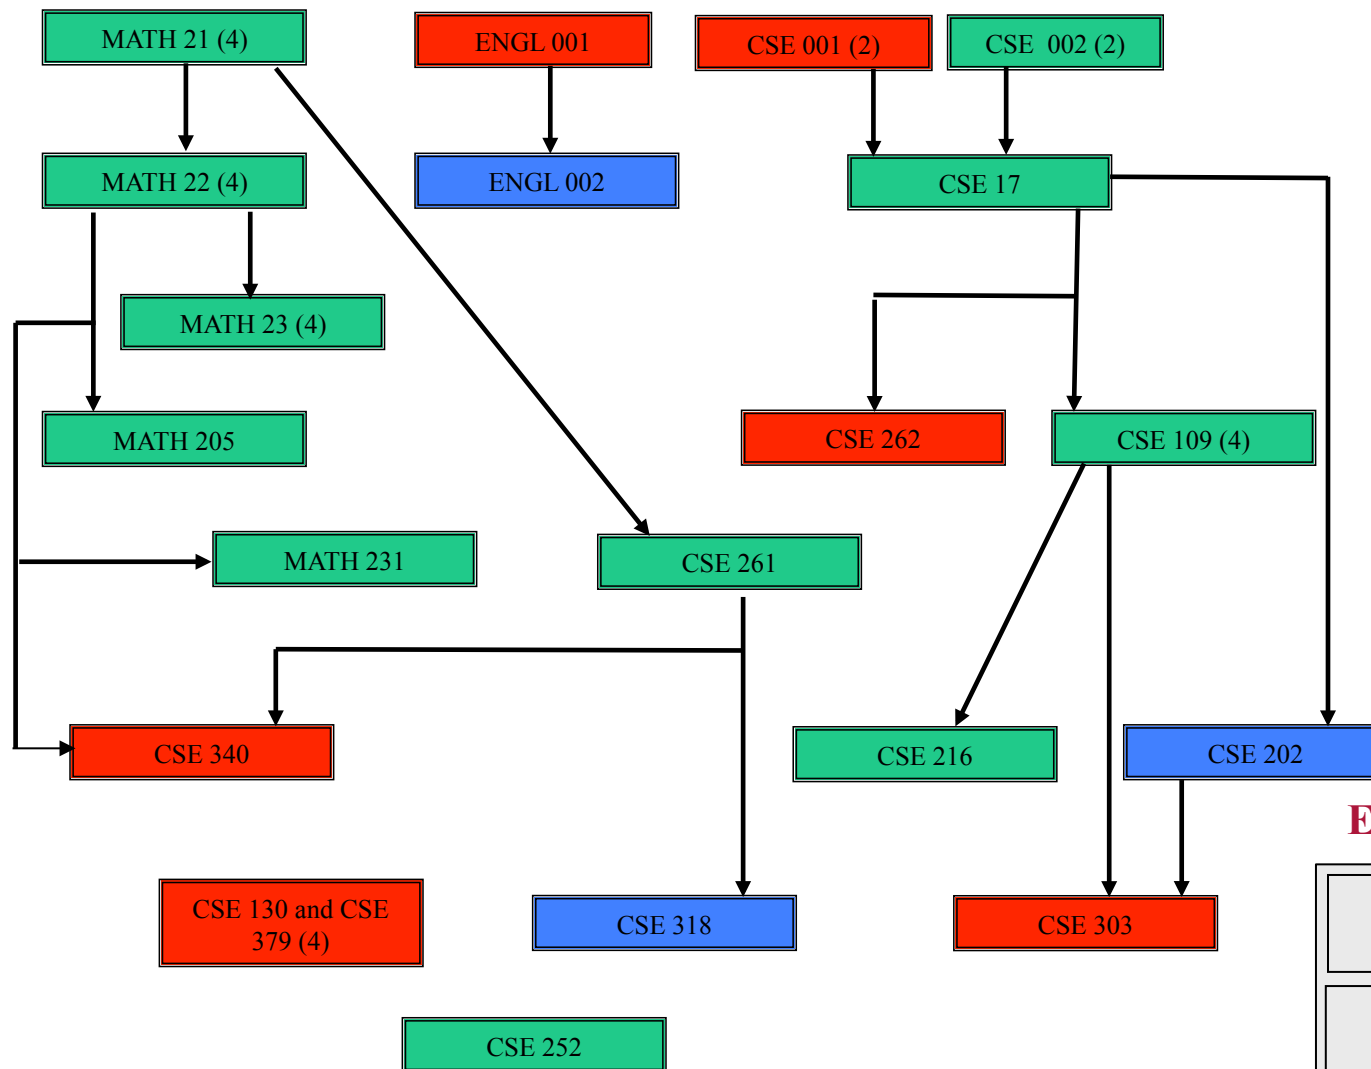 MATH 21 (4)
ENGL 001
CSE 001 (2)
CSE  002 (2)
MATH 22 (4)
ENGL 002
CSE 17
MATH 23 (4)
MATH 205
CSE 262
CSE 109 (4)
MATH 231
CSE 261
CSE 340
CSE 216
CSE 202
E
CSE 130 and CSE
379 (4)
CSE 318
CSE 303
CSE 252